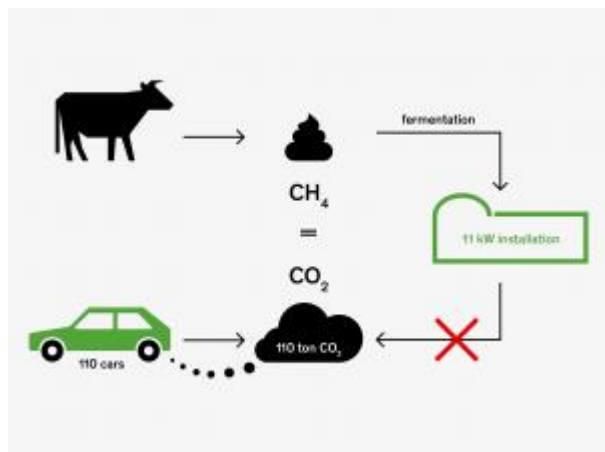 fermentation
CH₄
=
11 kW installation
CO₂
110 ton CO₂
110 cars